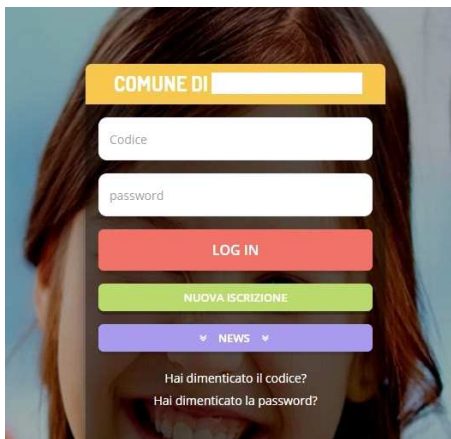 COMUNE DI
Codice
password
LOG IN
NUOVA ISCRIZIONE
NEWS
Hai dimenticato il codice?
Hai dimenticato la password?